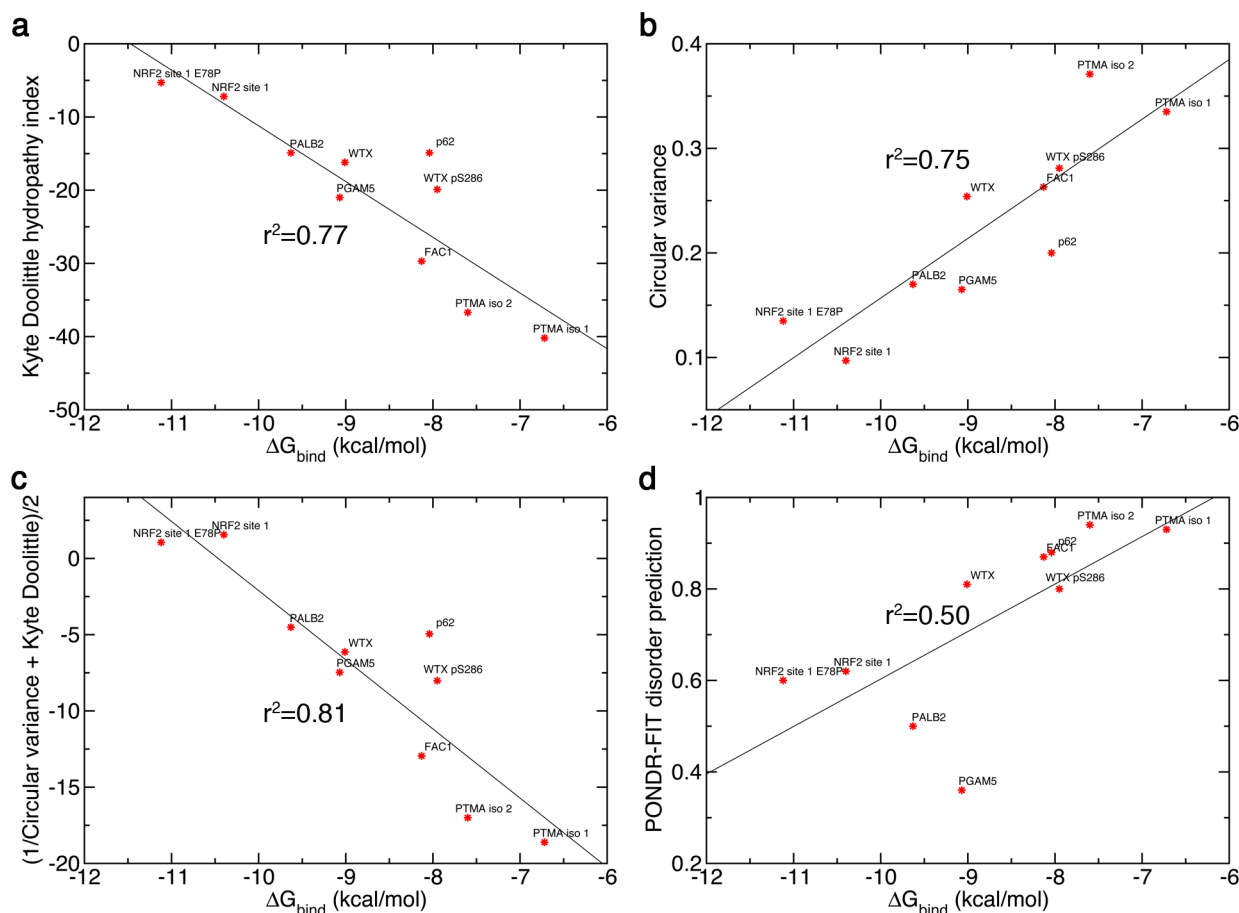 a
Kyte Doolittle hydropathy index
0
-10
-20
-30
-40
-50
NRF2 site 1 E78P
NRF2 site 1
PALB2
WTX
p62
PGAM5
WTX pS286
r²=0.77
FAC1
PTMA iso 2
PTMA iso 1
-12 -11 -10 -9 -8 -7 -6
ΔG_bind (kcal/mol)
b
Circular variance
0.4
0.3
0.2
0.1
PTMA iso 2
PTMA iso 1
r²=0.75
WTX pS286
FAC1
WTX
p62
PALB2
PGAM5
NRF2 site 1 E78P
NRF2 site 1
-12 -11 -10 -9 -8 -7 -6
ΔG_bind (kcal/mol)
c
(1/Circular variance + Kyte Doolittle)/2
0
-5
-10
-15
-20
NRF2 site 1
NRF2 site 1 E78P
PALB2
p62
WTX
PGAM5
WTX pS286
r²=0.81
FAC1
PTMA iso 2
PTMA iso 1
-12 -11 -10 -9 -8 -7 -6
ΔG_bind (kcal/mol)
d
PONDR-FIT disorder prediction
1
0.8
0.6
0.4
0.2
PTMA iso 2
PTMA iso 1
p62
FAC1
WTX
WTX pS286
r²=0.50
NRF2 site 1
NRF2 site 1 E78P
PALB2
PGAM5
-12 -11 -10 -9 -8 -7 -6
ΔG_bind (kcal/mol)